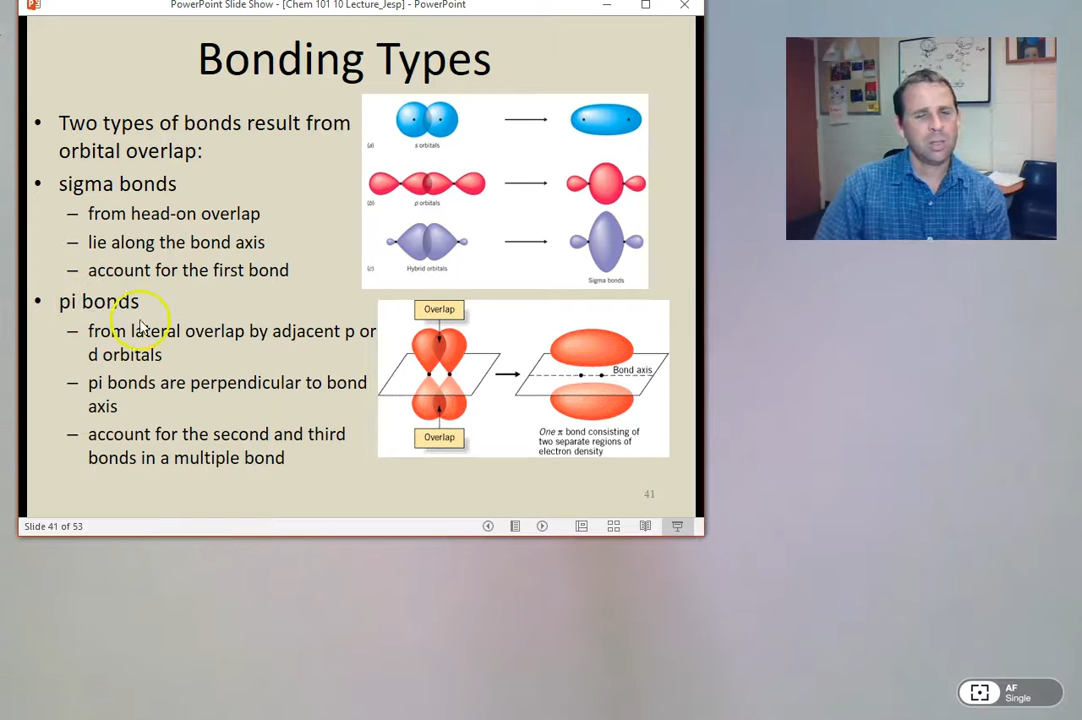 PowerPoint Slide Show - [Chem 101 10 Lecture_Jesp] - PowerPoint
Bonding Types
• Two types of bonds result from
orbital overlap:
• sigma bonds
– from head-on overlap
– lie along the bond axis
– account for the first bond
• pi bonds
– from lateral overlap by adjacent p or
d orbitals
– pi bonds are perpendicular to bond
axis
– account for the second and third
bonds in a multiple bond
(a)
s orbitals
(b)
p orbitals
(c)
Hybrid orbitals
Sigma bonds
Overlap
Bond axis
Overlap
One π bond consisting of
two separate regions of
electron density
41
Slide 41 of 53
AF
Single